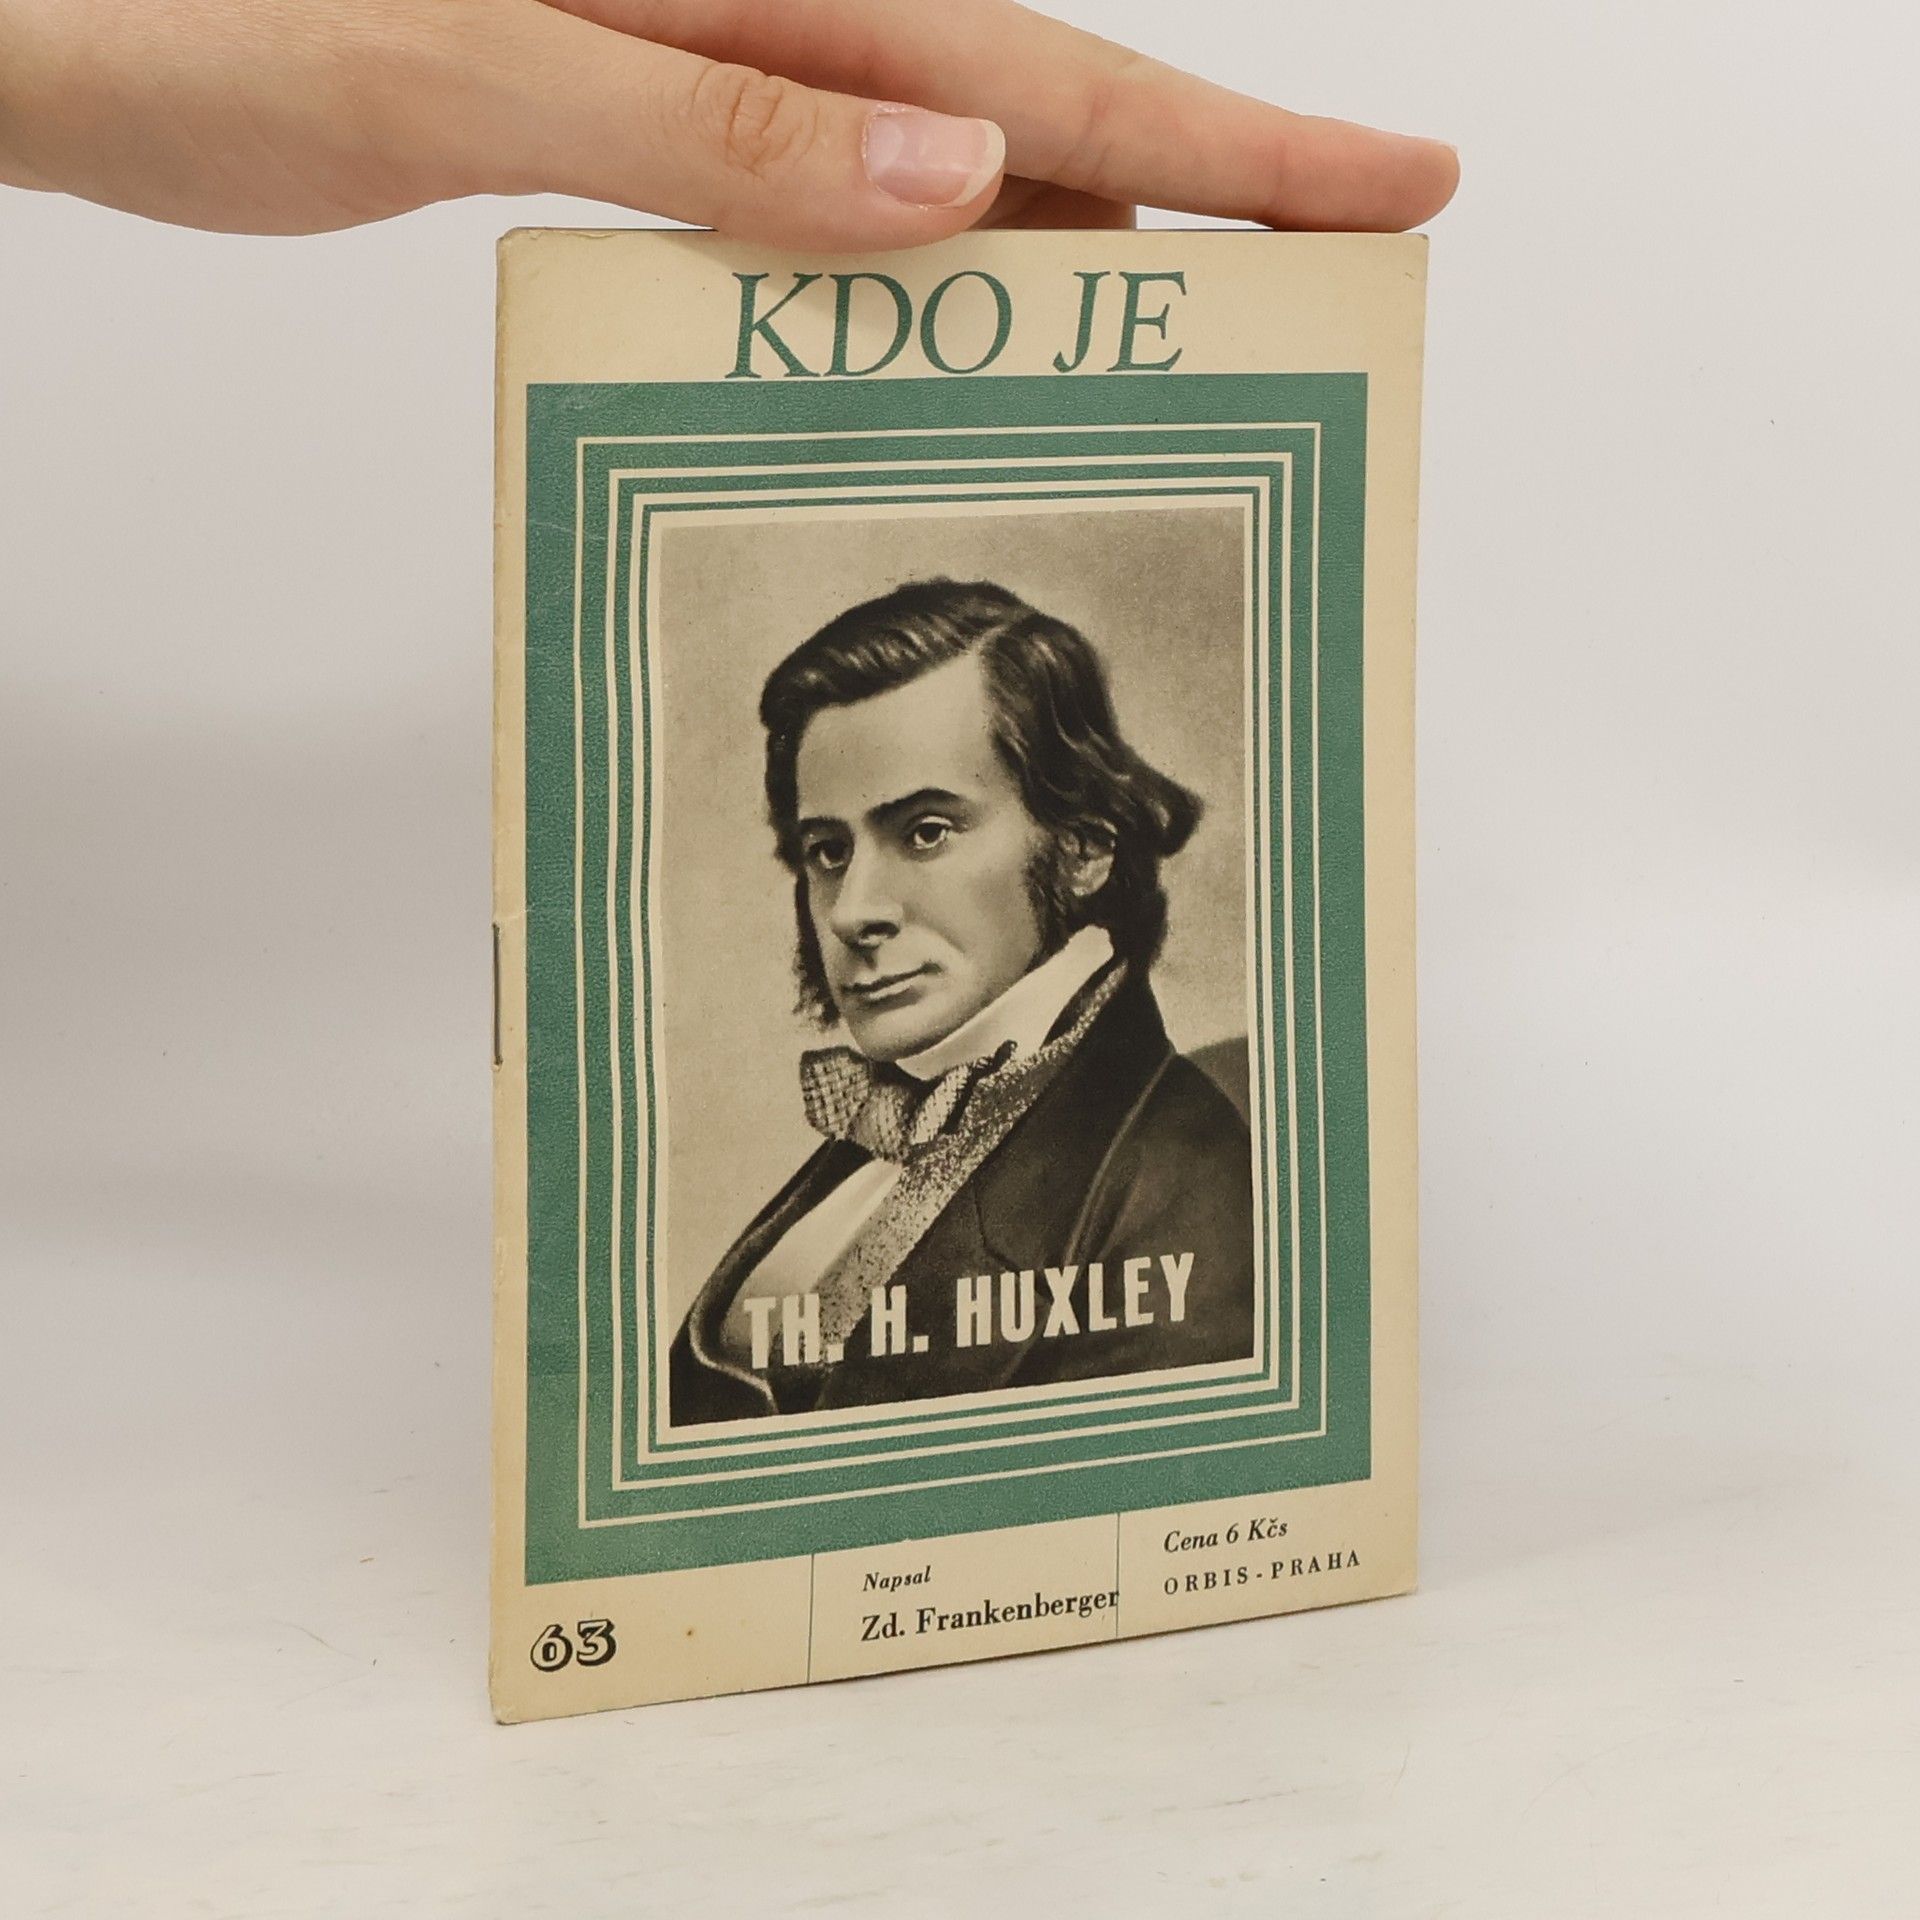 KDO JE
TH. H. HUXLEY
63
Napsal
Zd. Frankenberger
Cena 6 Kčs
ORBIS-PRAHA